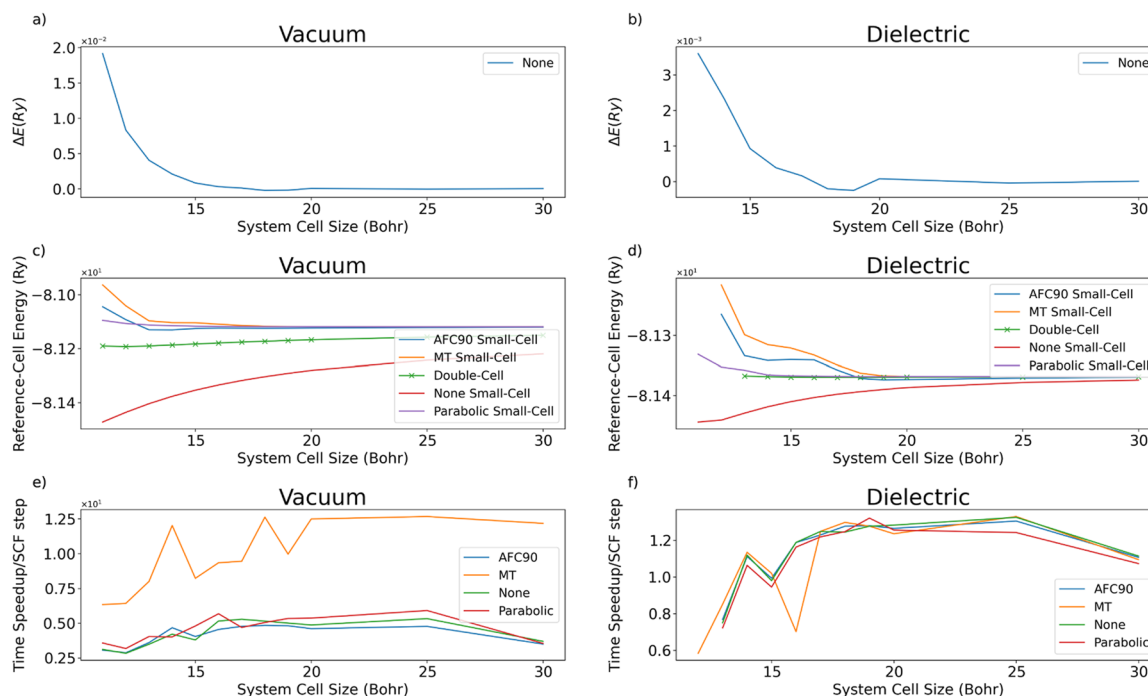 a)
Vacuum
×10⁻²
2.0
1.5
1.0
0.5
0.0
ΔE(Ry)
None
15
20
25
30
System Cell Size (Bohr)
b)
Dielectric
×10⁻³
3
2
1
0
ΔE(Ry)
None
15
20
25
30
System Cell Size (Bohr)
c)
Vacuum
×10¹
−8.10
−8.12
−8.14
Reference-Cell Energy (Ry)
AFC90 Small-Cell
MT Small-Cell
Double-Cell
None Small-Cell
Parabolic Small-Cell
15
20
25
30
System Cell Size (Bohr)
d)
Dielectric
×10¹
−8.13
−8.14
Reference-Cell Energy (Ry)
AFC90 Small-Cell
MT Small-Cell
Double-Cell
None Small-Cell
Parabolic Small-Cell
15
20
25
30
System Cell Size (Bohr)
e)
Vacuum
×10¹
1.25
1.00
0.75
0.50
0.25
Time Speedup/SCF step
AFC90
MT
None
Parabolic
15
20
25
30
System Cell Size (Bohr)
f)
Dielectric
1.2
1.0
0.8
0.6
Time Speedup/SCF step
AFC90
MT
None
Parabolic
15
20
25
30
System Cell Size (Bohr)